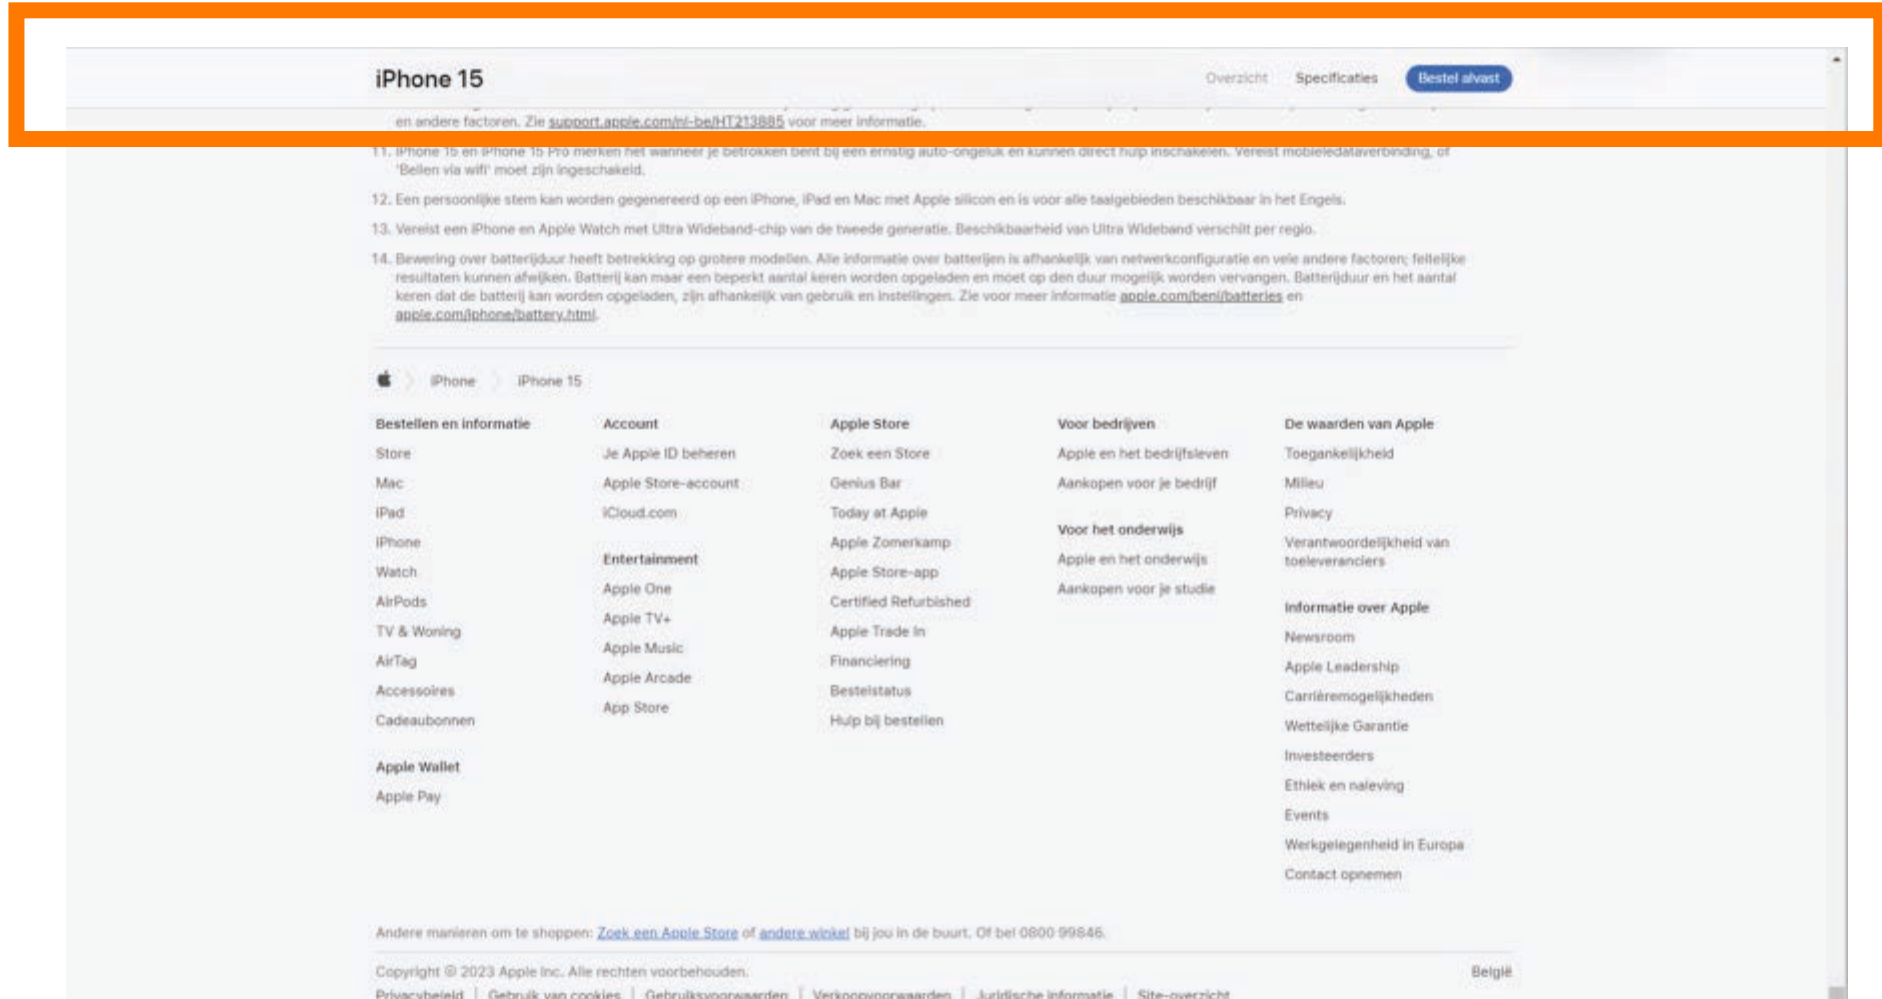 iPhone 15
Overzicht Specificaties Bestel alvast
en andere factoren. Zie support.apple.com/nl-be/HT213885 voor meer informatie.
11. iPhone 15 en iPhone 15 Pro merken het wanneer je betrokken bent bij een ernstig auto-ongeluk en kunnen direct hulp inschakelen. Vereist mobieledataverbinding, of
'Bellen via wifi' moet zijn ingeschakeld.
12. Een persoonlijke stem kan worden gegenereerd op een iPhone, iPad en Mac met Apple silicon en is voor alle taalgebieden beschikbaar in het Engels.
13. Vereist een iPhone en Apple Watch met Ultra Wideband-chip van de tweede generatie. Beschikbaarheid van Ultra Wideband verschilt per regio.
14. Bewering over batterijduur heeft betrekking op grotere modellen. Alle informatie over batterijen is afhankelijk van netwerkconfiguratie en vele andere factoren; feitelijke
resultaten kunnen afwijken. Batterij kan maar een beperkt aantal keren worden opgeladen en moet op den duur mogelijk worden vervangen. Batterijduur en het aantal
keren dat de batterij kan worden opgeladen, zijn afhankelijk van gebruik en instellingen. Zie voor meer informatie apple.com/benl/batteries en
apple.com/iphone/battery.html.
iPhone iPhone 15
Bestellen en informatie
Store
Mac
iPad
iPhone
Watch
AirPods
TV & Woning
AirTag
Accessoires
Cadeaubonnen
Apple Wallet
Apple Pay
Account
Je Apple ID beheren
Apple Store-account
iCloud.com
Entertainment
Apple One
Apple TV+
Apple Music
Apple Arcade
App Store
Apple Store
Zoek een Store
Genius Bar
Today at Apple
Apple Zomerkamp
Apple Store-app
Certified Refurbished
Apple Trade In
Financiering
Bestelstatus
Hulp bij bestellen
Voor bedrijven
Apple en het bedrijfsleven
Aankopen voor je bedrijf
Voor het onderwijs
Apple en het onderwijs
Aankopen voor je studie
De waarden van Apple
Toegankelijkheid
Milieu
Privacy
Verantwoordelijkheid van
toeleveranciers
Informatie over Apple
Newsroom
Apple Leadership
Carrièremogelijkheden
Wettelijke Garantie
Investeerders
Ethiek en naleving
Events
Werkgelegenheid in Europa
Contact opnemen
Andere manieren om te shoppen: Zoek een Apple Store of andere winkel bij jou in de buurt. Of bel 0800 99846.
Copyright © 2023 Apple Inc. Alle rechten voorbehouden.
België
Privacybeleid | Gebruik van cookies | Gebruiksvoorwaarden | Verkoopvoorwaarden | Juridische informatie | Site-overzicht